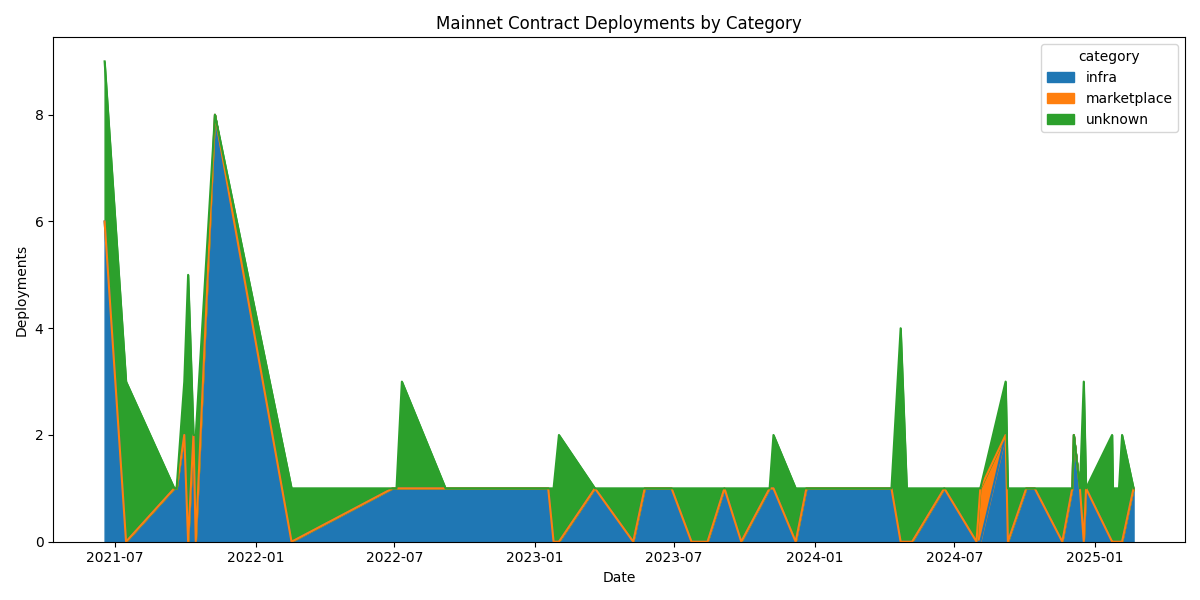 Mainnet Contract Deployments by Category
category
infra
marketplace
unknown
Deployments
8
6
4
2
0
2021-07
2022-01
2022-07
2023-01
2023-07
2024-01
2024-07
2025-01
Date